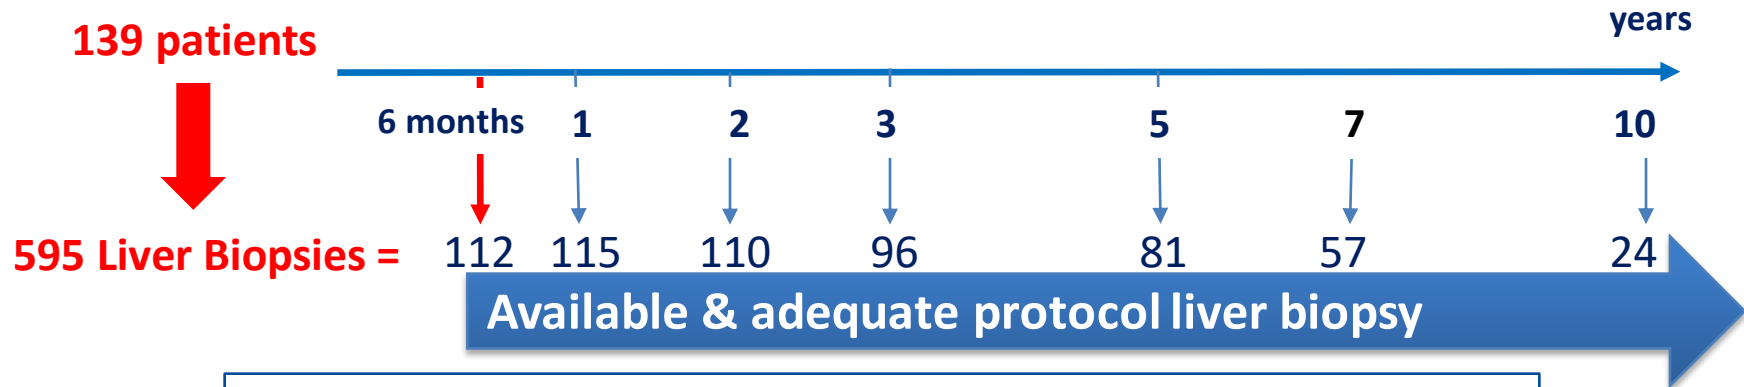 years
139 patients
6 months 1 2 3 5 7 10
595 Liver Biopsies = 112 115 110 96 81 57 24
Available & adequate protocol liver biopsy